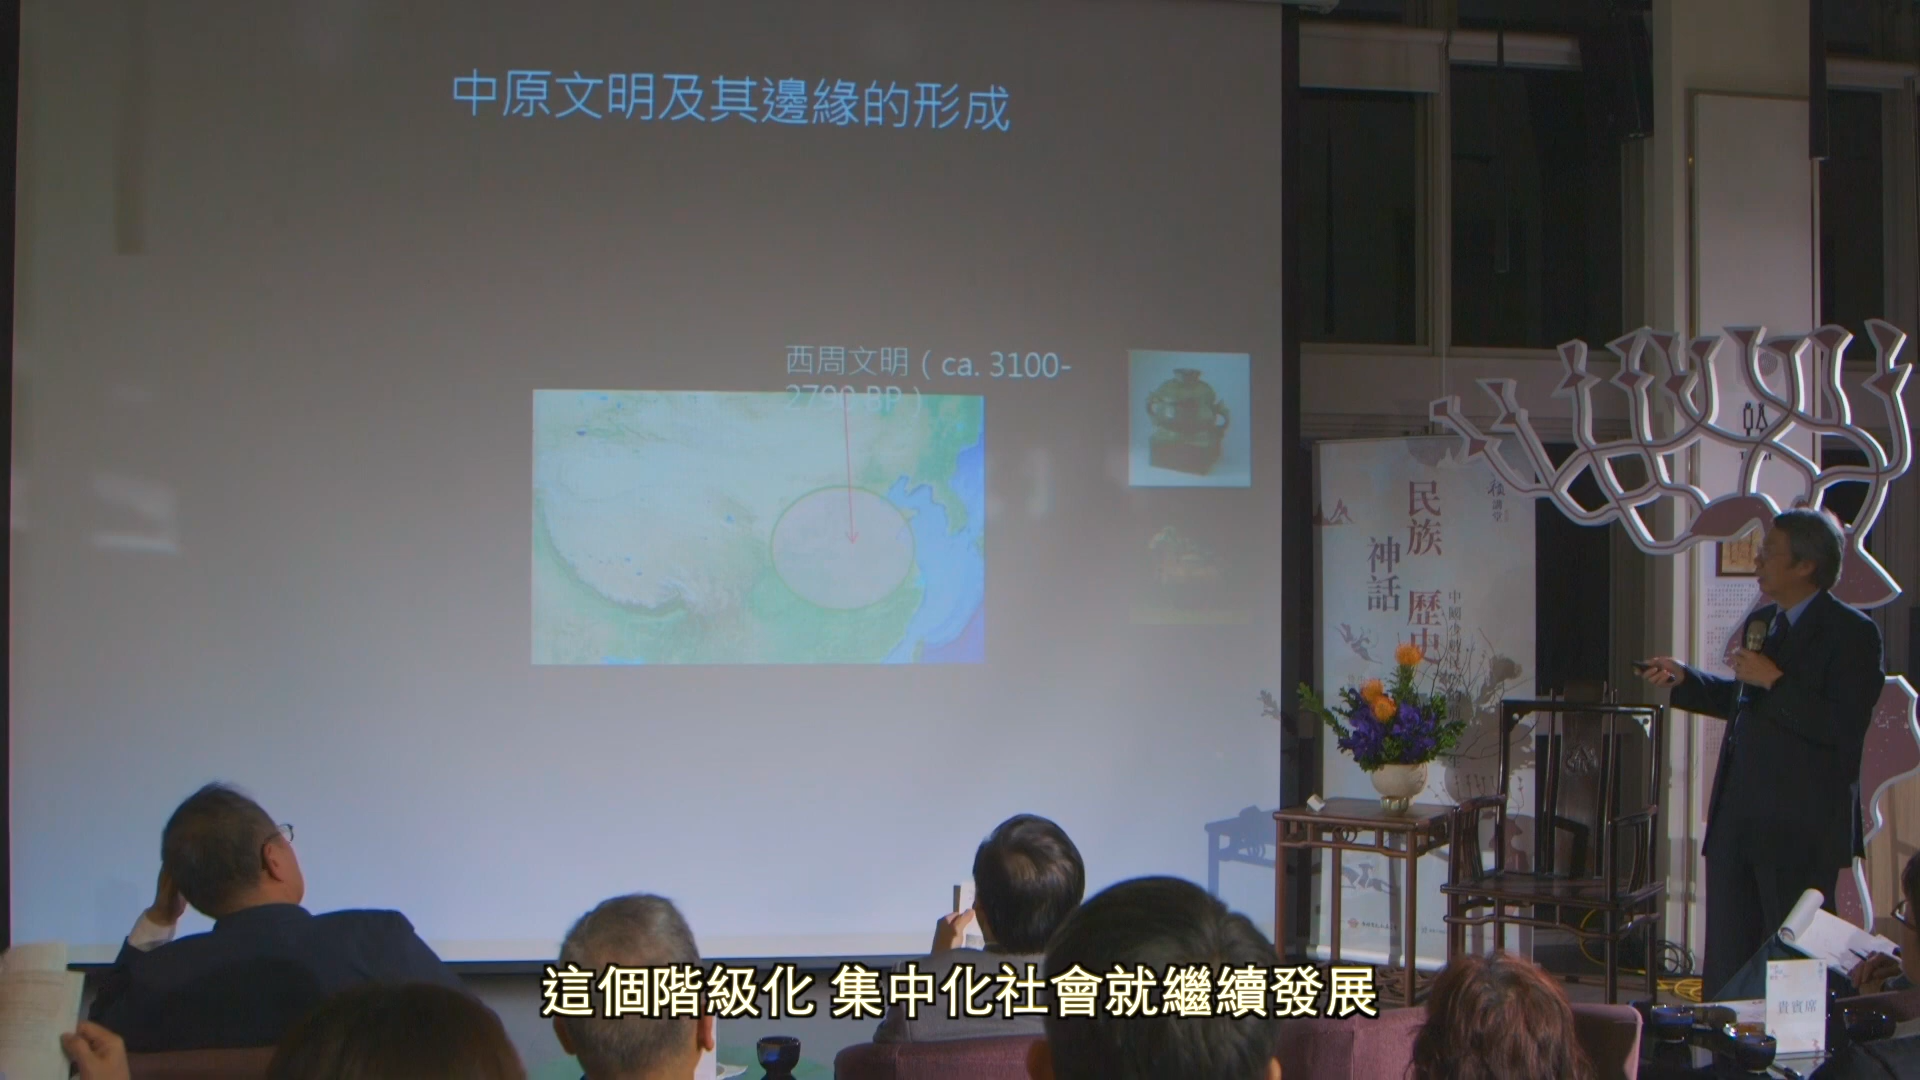 中原文明及其邊緣的形成
西周文明（ca. 3100-
2790 BP）
民族 歷史
神話
講堂
貴賓席
這個階級化 集中化社會就繼續發展